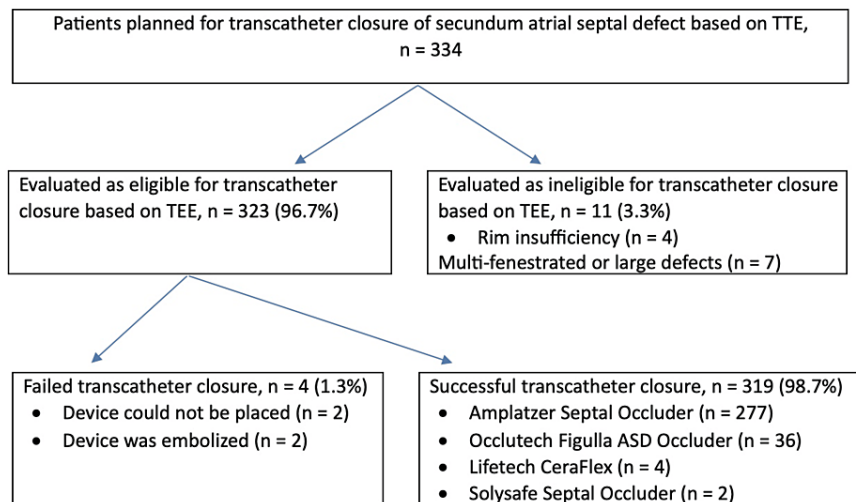 Patients planned for transcatheter closure of secundum atrial septal defect based on TTE,
n = 334
Evaluated as eligible for transcatheter
closure based on TEE, n = 323 (96.7%)
Evaluated as ineligible for transcatheter closure
based on TEE, n = 11 (3.3%)
• Rim insufficiency (n = 4)
Multi-fenestrated or large defects (n = 7)
Failed transcatheter closure, n = 4 (1.3%)
• Device could not be placed (n = 2)
• Device was embolized (n = 2)
Successful transcatheter closure, n = 319 (98.7%)
• Amplatzer Septal Occluder (n = 277)
• Occlutech Figulla ASD Occluder (n = 36)
• Lifetech CeraFlex (n = 4)
• Solysafe Septal Occluder (n = 2)